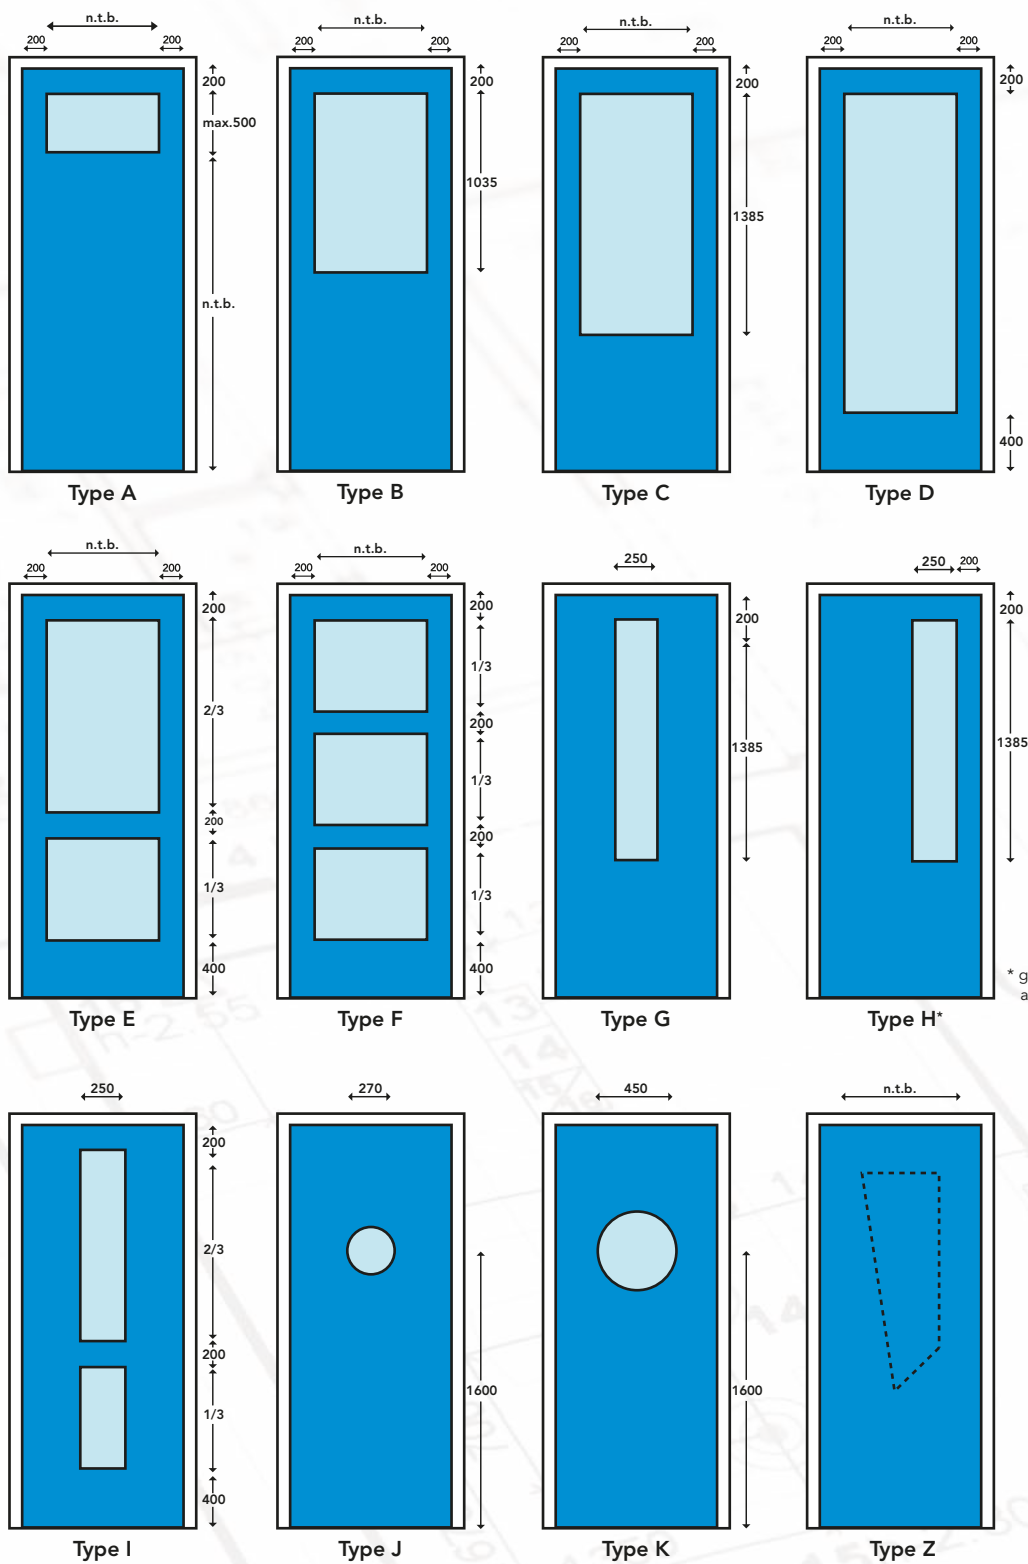 n.t.b. n.t.b. n.t.b. n.t.b.
200 200 200 200 200 200 200 200
200 200 200 200
max.500
1035
1385
n.t.b.
400
Type A Type B Type C Type D
n.t.b. n.t.b. 250 250 200
200 200 200 200
200 200 200 200
1/3
2/3 200 1385 1385
1/3
200 200
1/3 1/3
400 400
* g
a
Type E Type F Type G Type H*
250 270 450 n.t.b.
200
2/3
200
1600 1600
1/3
400
Type I Type J Type K Type Z